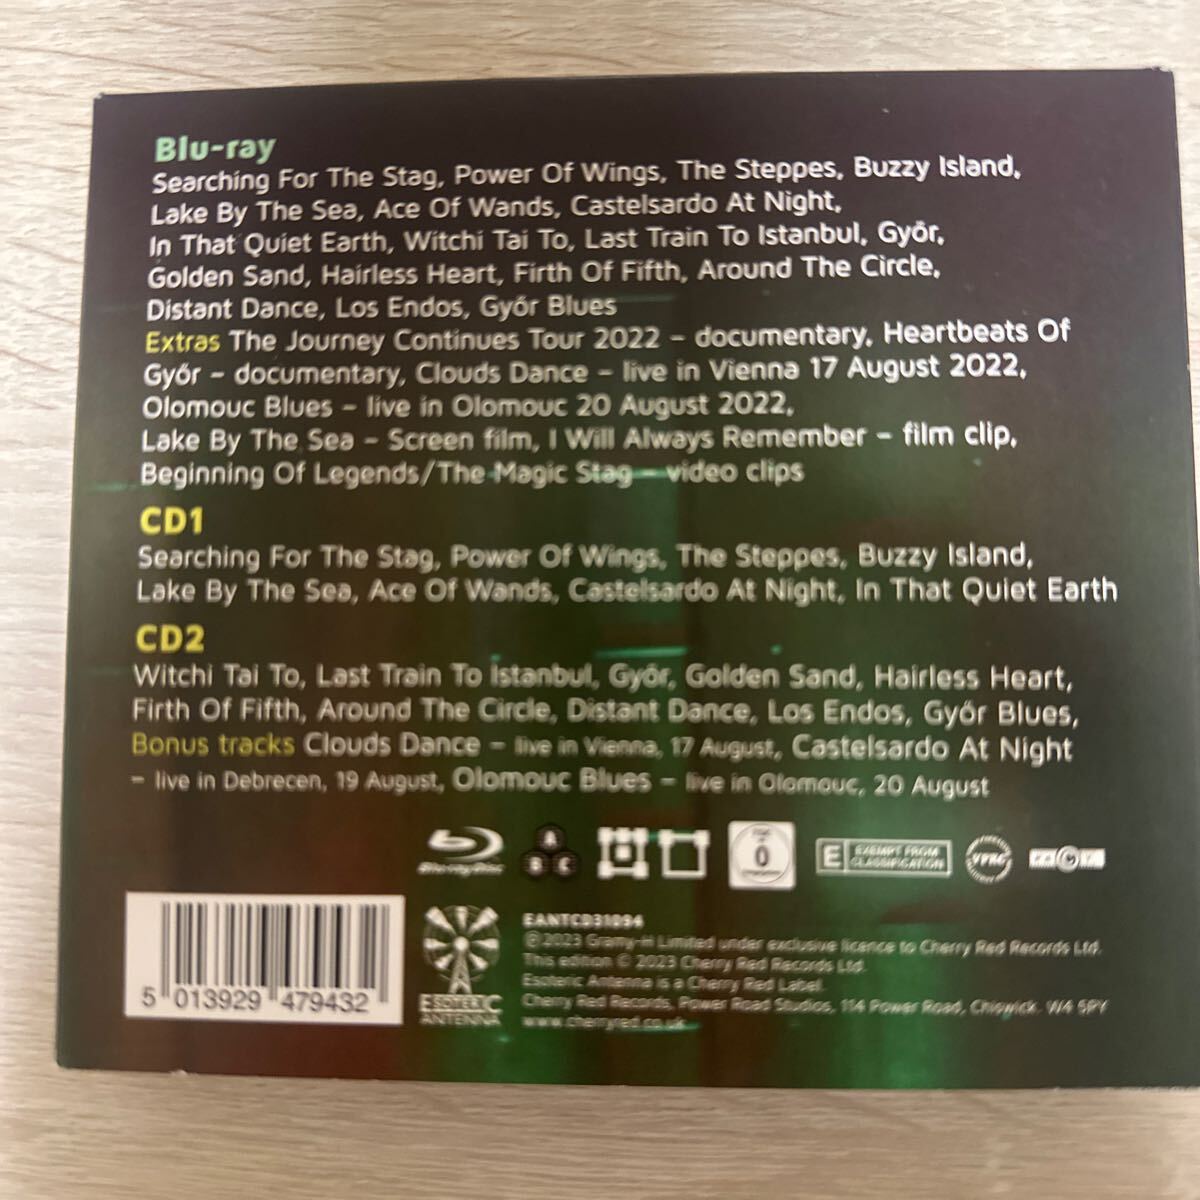 Blu-ray
Searching For The Stag, Power Of Wings, The Steppes, Buzzy Island,
Lake By The Sea, Ace Of Wands, Castelsardo At Night,
In That Quiet Earth, Witchi Tai To, Last Train To Istanbul, Győr,
Golden Sand, Hairless Heart, Firth Of Fifth, Around The Circle,
Distant Dance, Los Endos, Győr Blues
Extras The Journey Continues Tour 2022 – documentary, Heartbeats Of
Győr – documentary, Clouds Dance – live in Vienna 17 August 2022,
Olomouc Blues – live in Olomouc 20 August 2022,
Lake By The Sea – Screen film, I Will Always Remember – film clip,
Beginning Of Legends/The Magic Stag – video clips
CD1
Searching For The Stag, Power Of Wings, The Steppes, Buzzy Island,
Lake By The Sea, Ace Of Wands, Castelsardo At Night, In That Quiet Earth
CD2
Witchi Tai To, Last Train To Istanbul, Győr, Golden Sand, Hairless Heart,
Firth Of Fifth, Around The Circle, Distant Dance, Los Endos, Győr Blues,
Bonus tracks Clouds Dance – live in Vienna, 17 August, Castelsardo At Night
– live in Debrecen, 19 August, Olomouc Blues – live in Olomouc, 20 August
A B C
0
E EXEMPT FROM CLASSIFICATION
5 013929 479432
ESOTERIC ANTENNA
EANTCD31094
℗2023 Gramy-H Limited under exclusive licence to Cherry Red Records Ltd.
This edition © 2023 Cherry Red Records Ltd.
Esoteric Antenna is a Cherry Red Label.
Cherry Red Records, Power Road Studios, 114 Power Road, Chiswick. W4 5PY
www.cherryred.co.uk